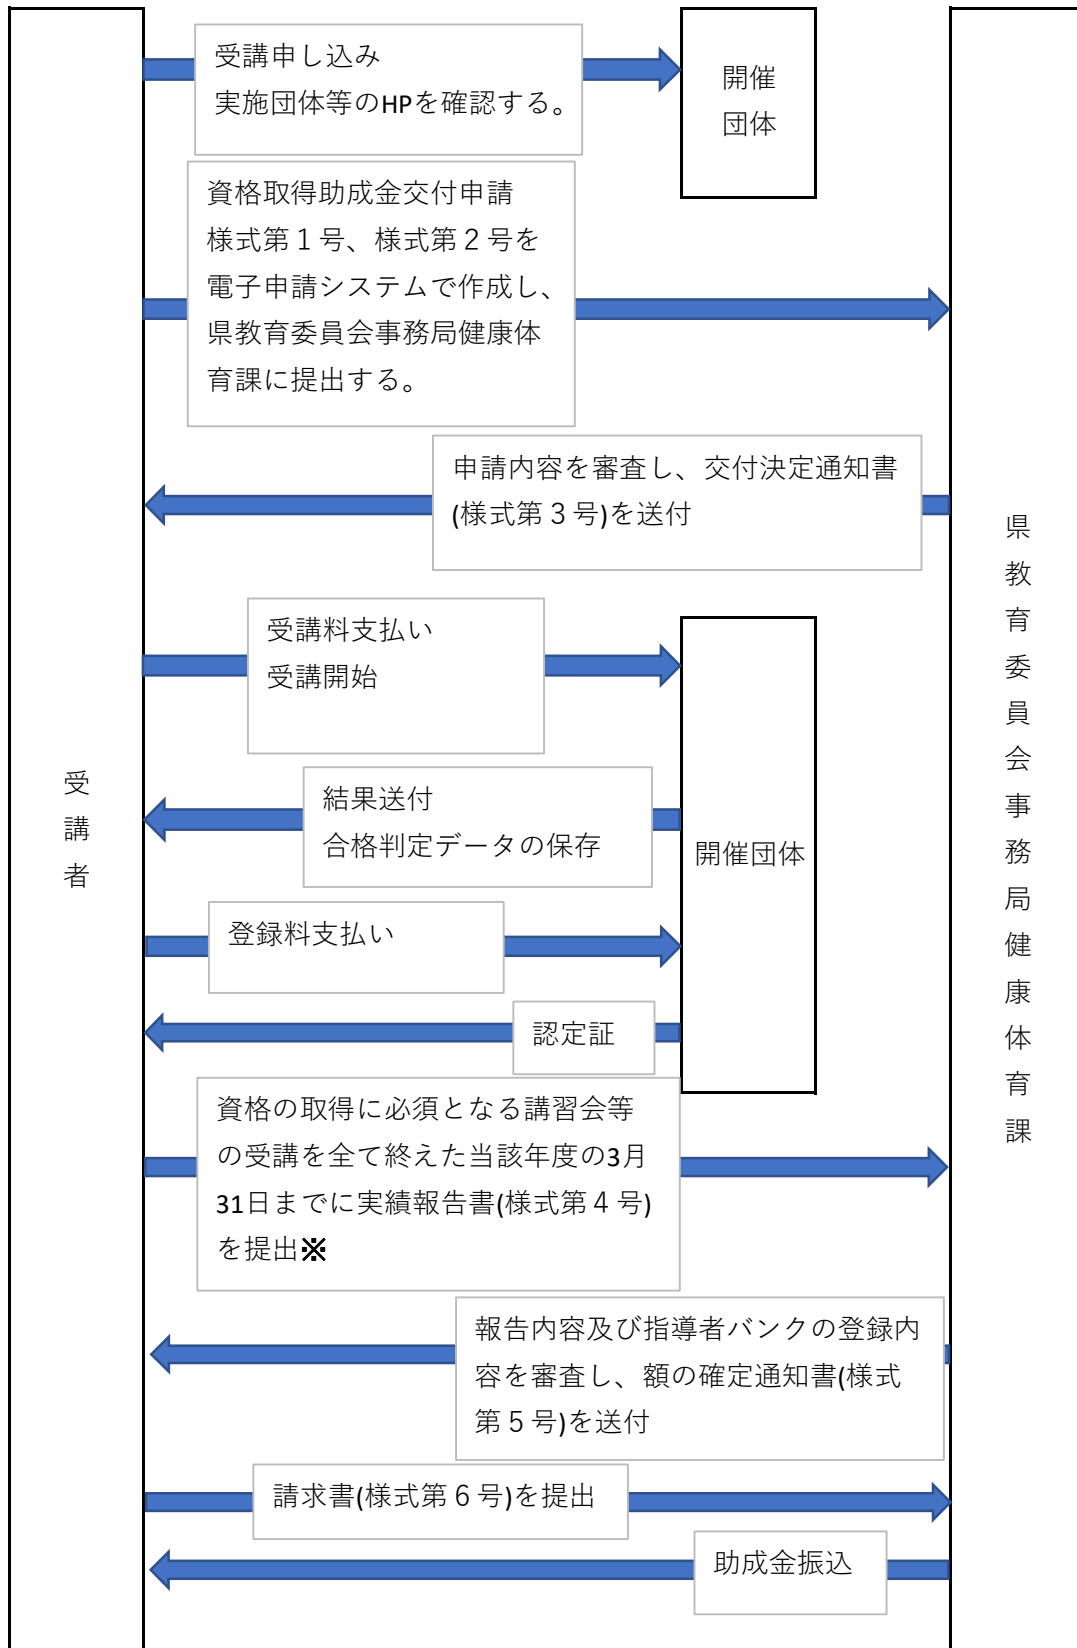 受講申し込み
実施団体等のHPを確認する。
開催
団体
資格取得助成金交付申請
様式第１号、様式第２号を
電子申請システムで作成し、
県教育委員会事務局健康体
育課に提出する。
申請内容を審査し、交付決定通知書
(様式第３号)を送付
受講料支払い
受講開始
結果送付
合格判定データの保存
開催団体
登録料支払い
認定証
資格の取得に必須となる講習会等
の受講を全て終えた当該年度の3月
31日までに実績報告書(様式第４号)
を提出※
報告内容及び指導者バンクの登録内
容を審査し、額の確定通知書(様式
第５号)を送付
請求書(様式第６号)を提出
助成金振込
受講者
県教育委員会事務局健康体育課